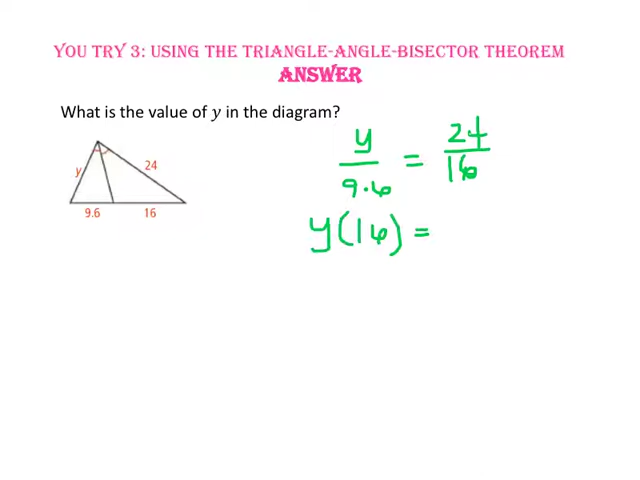 YOU TRY 3: USING THE TRIANGLE-ANGLE-BISECTOR THEOREM
ANSWER
What is the value of y in the diagram?
y
24
9.6
16
y/9.6 = 24/16
y(16) =